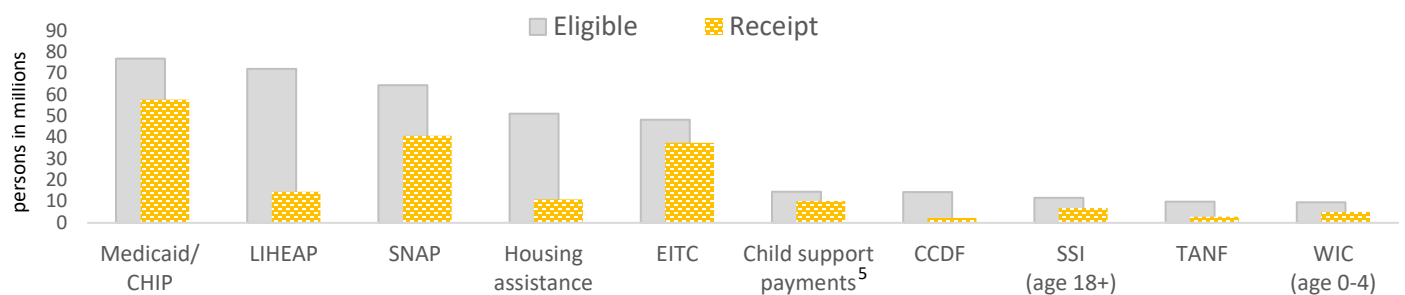 Eligible Receipt
persons in millions
90
80
70
60
50
40
30
20
10
0
Medicaid/
CHIP
LIHEAP
SNAP
Housing
assistance
EITC
Child support
payments5
CCDF
SSI
(age 18+)
TANF
WIC
(age 0-4)